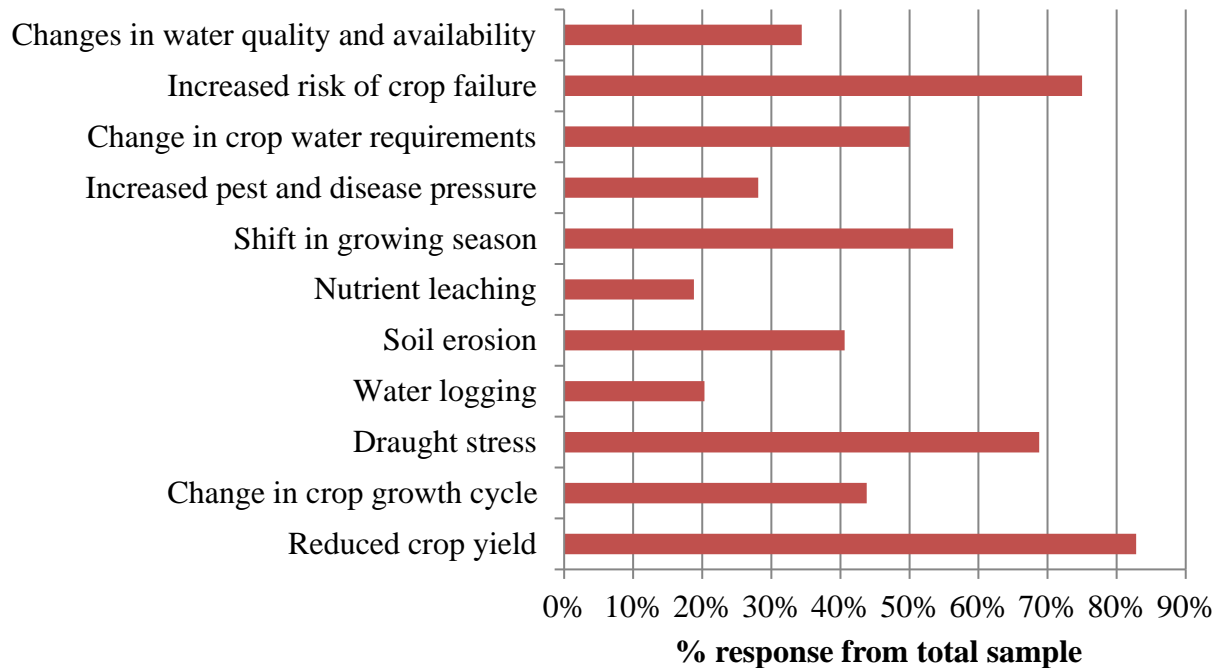 Changes in water quality and availability
Increased risk of crop failure
Change in crop water requirements
Increased pest and disease pressure
Shift in growing season
Nutrient leaching
Soil erosion
Water logging
Draught stress
Change in crop growth cycle
Reduced crop yield
0% 10% 20% 30% 40% 50% 60% 70% 80% 90%
% response from total sample